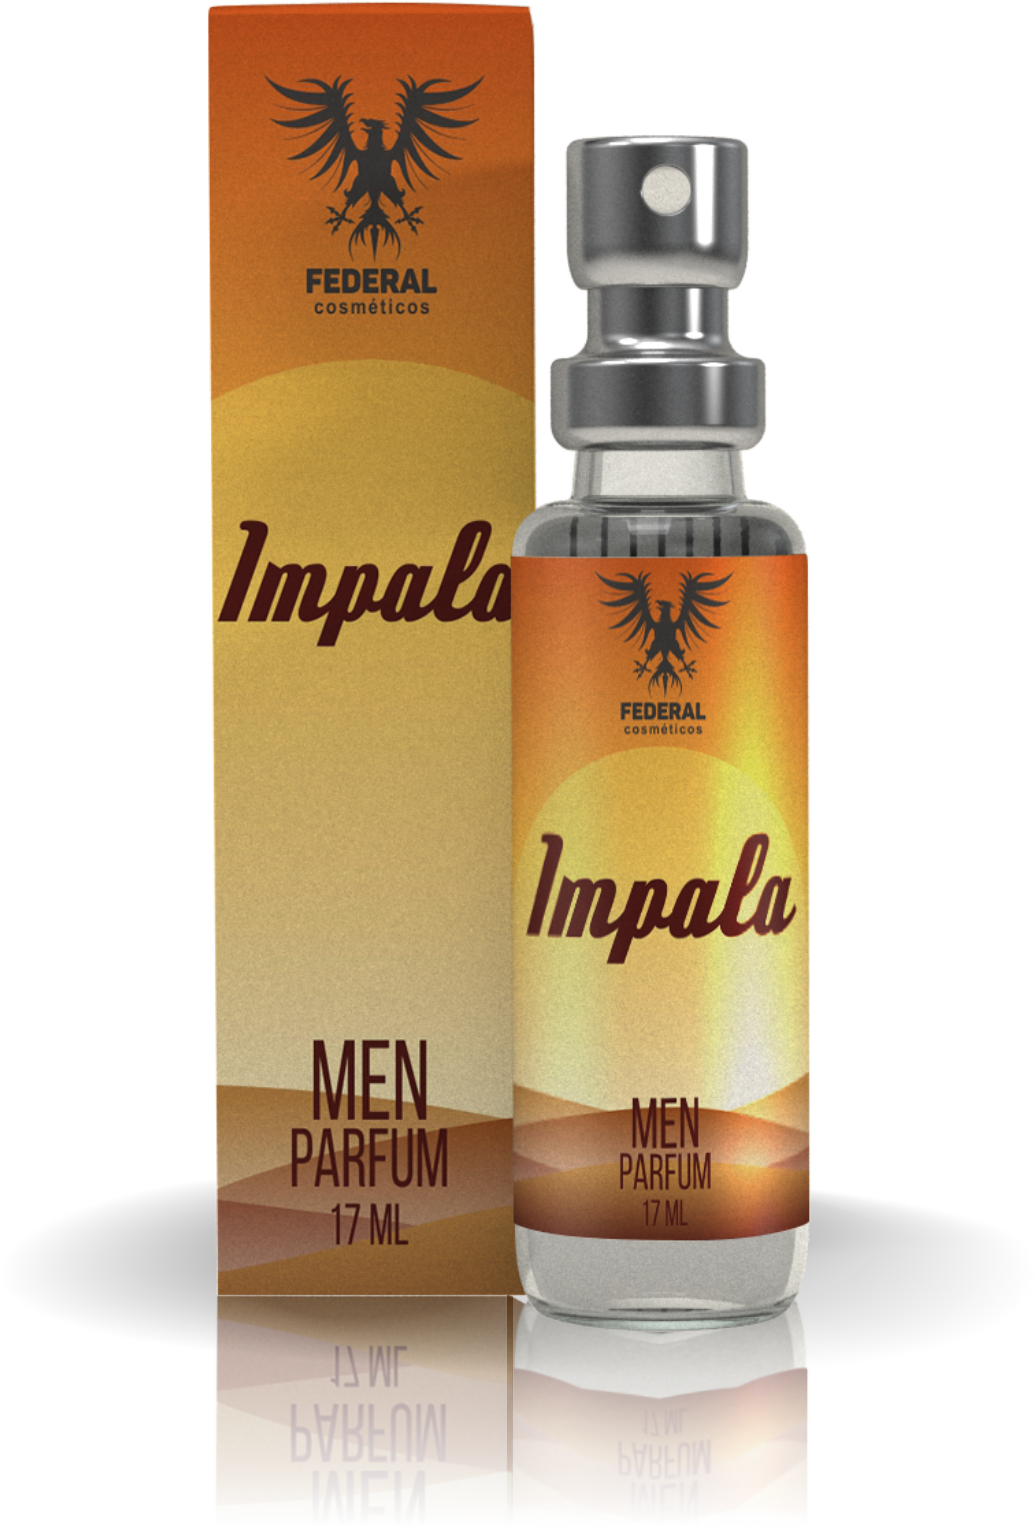 FEDERAL
cosméticos
Impala
MEN
PARFUM
17 ML
FEDERAL
cosméticos
Impala
MEN
PARFUM
17 ML